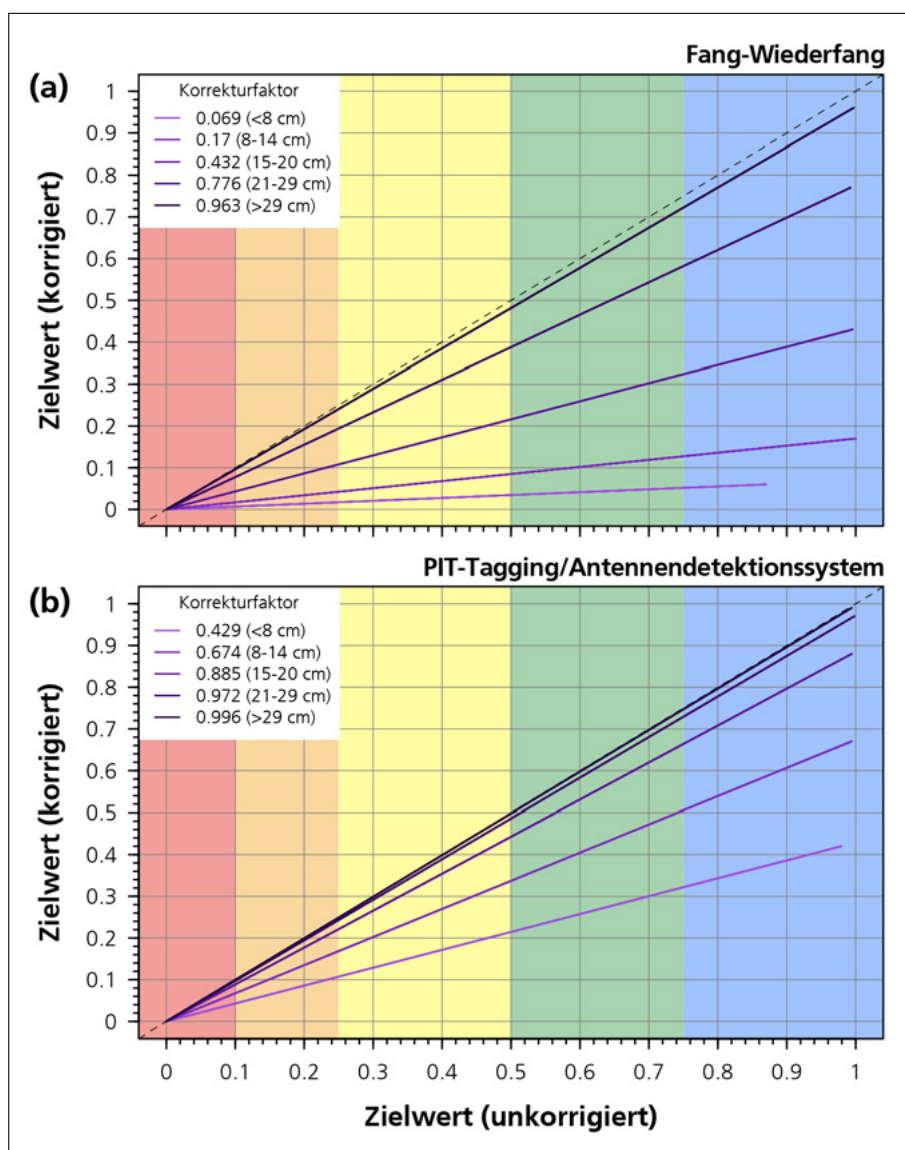 Fang-Wiederfang
(a)
Korrekturfaktor
0.069 (<8 cm)
0.17 (8-14 cm)
0.432 (15-20 cm)
0.776 (21-29 cm)
0.963 (>29 cm)
1
0.9
0.8
0.7
0.6
0.5
0.4
0.3
0.2
0.1
0
Zielwert (korrigiert)
PIT-Tagging/Antennendetektionssystem
(b)
Korrekturfaktor
0.429 (<8 cm)
0.674 (8-14 cm)
0.885 (15-20 cm)
0.972 (21-29 cm)
0.996 (>29 cm)
1
0.9
0.8
0.7
0.6
0.5
0.4
0.3
0.2
0.1
0
Zielwert (korrigiert)
0 0.1 0.2 0.3 0.4 0.5 0.6 0.7 0.8 0.9 1
Zielwert (unkorrigiert)